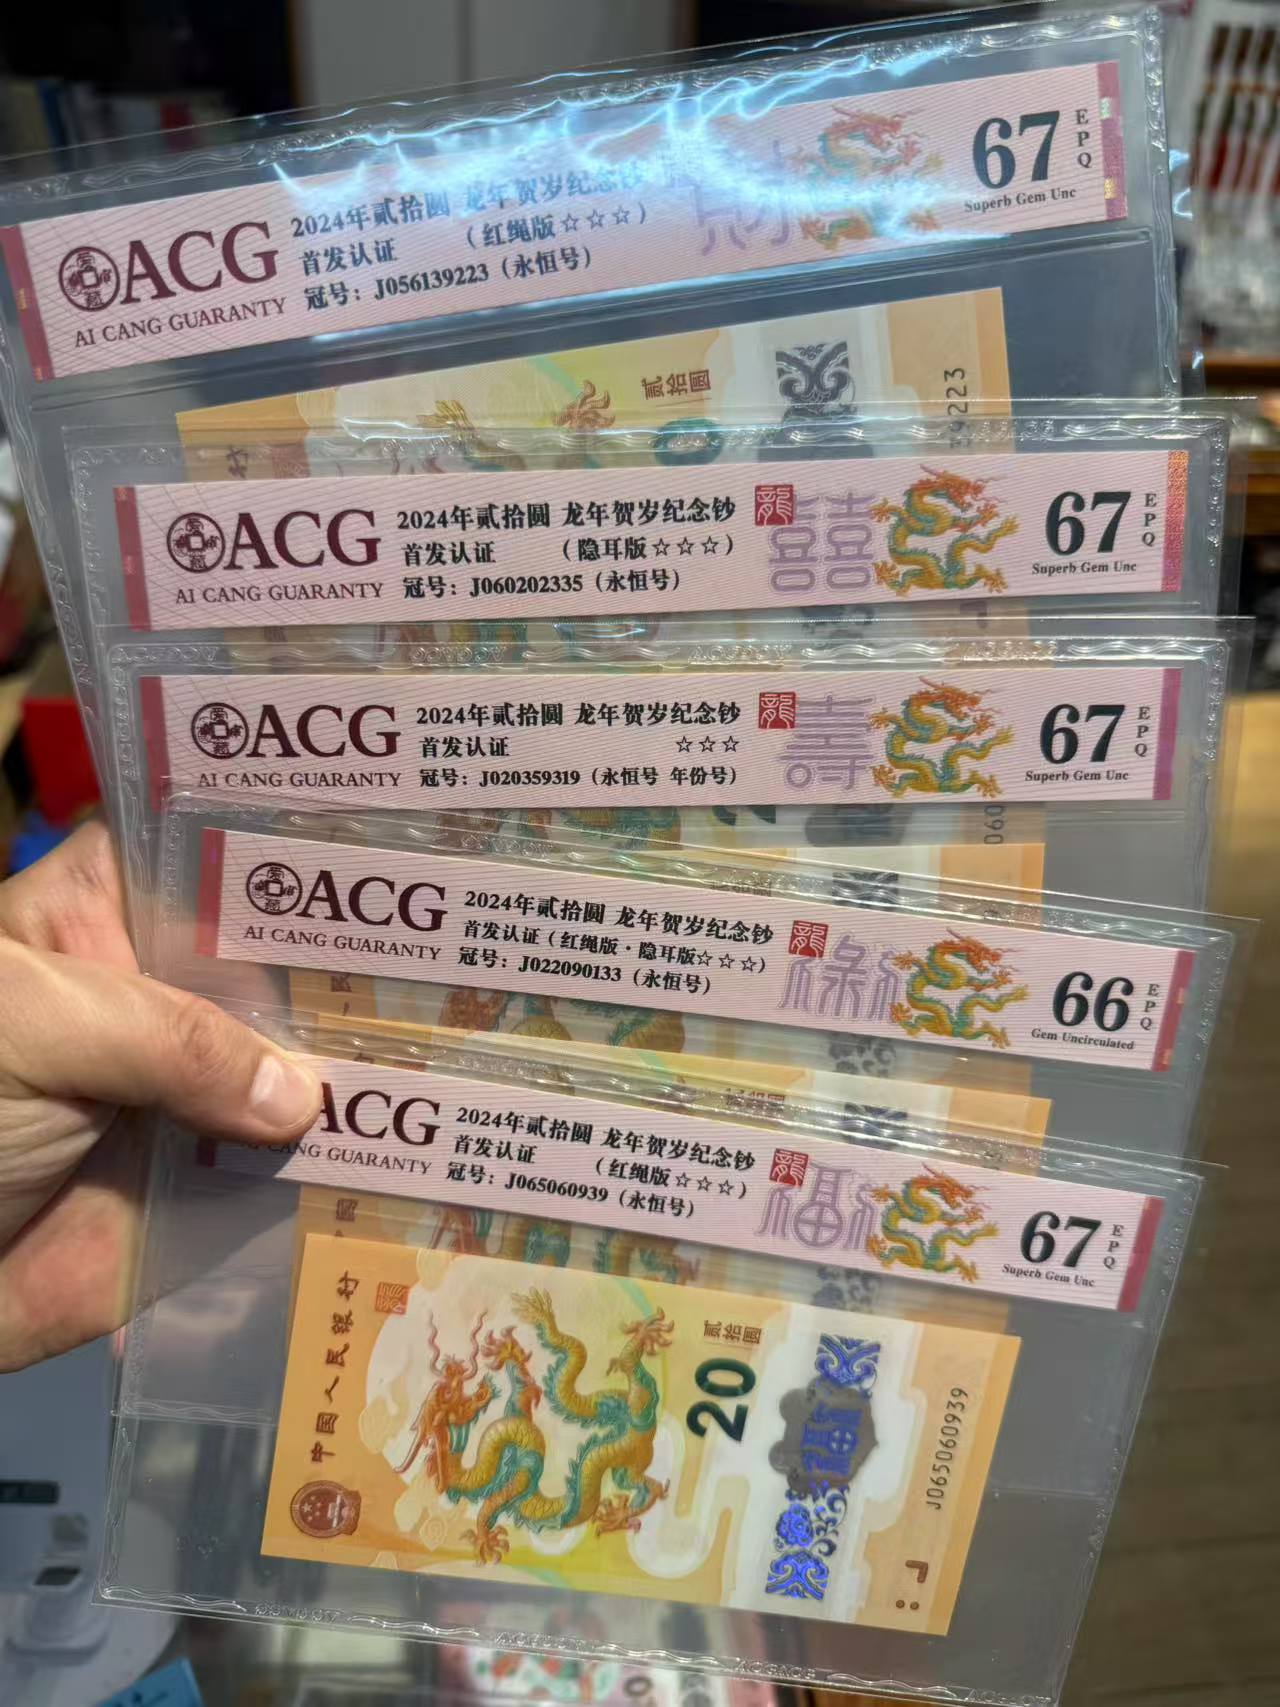 ACG
AI CANG GUARANTY
2024年贰拾圆 龙年贺岁纪念钞
首发认证 (红绳版☆☆☆)
冠号: J056139223 (永恒号)
财
67
EPQ
Superb Gem Unc
贰拾圆
39223
ACG
AI CANG GUARANTY
2024年贰拾圆 龙年贺岁纪念钞
首发认证 (隐耳版☆☆☆)
冠号: J060202335 (永恒号)
龍
囍
67
EPQ
Superb Gem Unc
ACG
AI CANG GUARANTY
2024年贰拾圆 龙年贺岁纪念钞
首发认证 ☆☆☆
冠号: J020359319 (永恒号 年份号)
龍
壽
67
EPQ
Superb Gem Unc
060
ACG
AI CANG GUARANTY
2024年贰拾圆 龙年贺岁纪念钞
首发认证 (红绳版·隐耳版☆☆☆)
冠号: J022090133 (永恒号)
龍
祿
66
EPQ
Gem Uncirculated
ACG
CANG GUARANTY
2024年贰拾圆 龙年贺岁纪念钞
首发认证 (红绳版☆☆☆)
冠号: J065060939 (永恒号)
龍
福
67
EPQ
Superb Gem Unc
中国人民银行
贰拾圆
20
福
J065060939